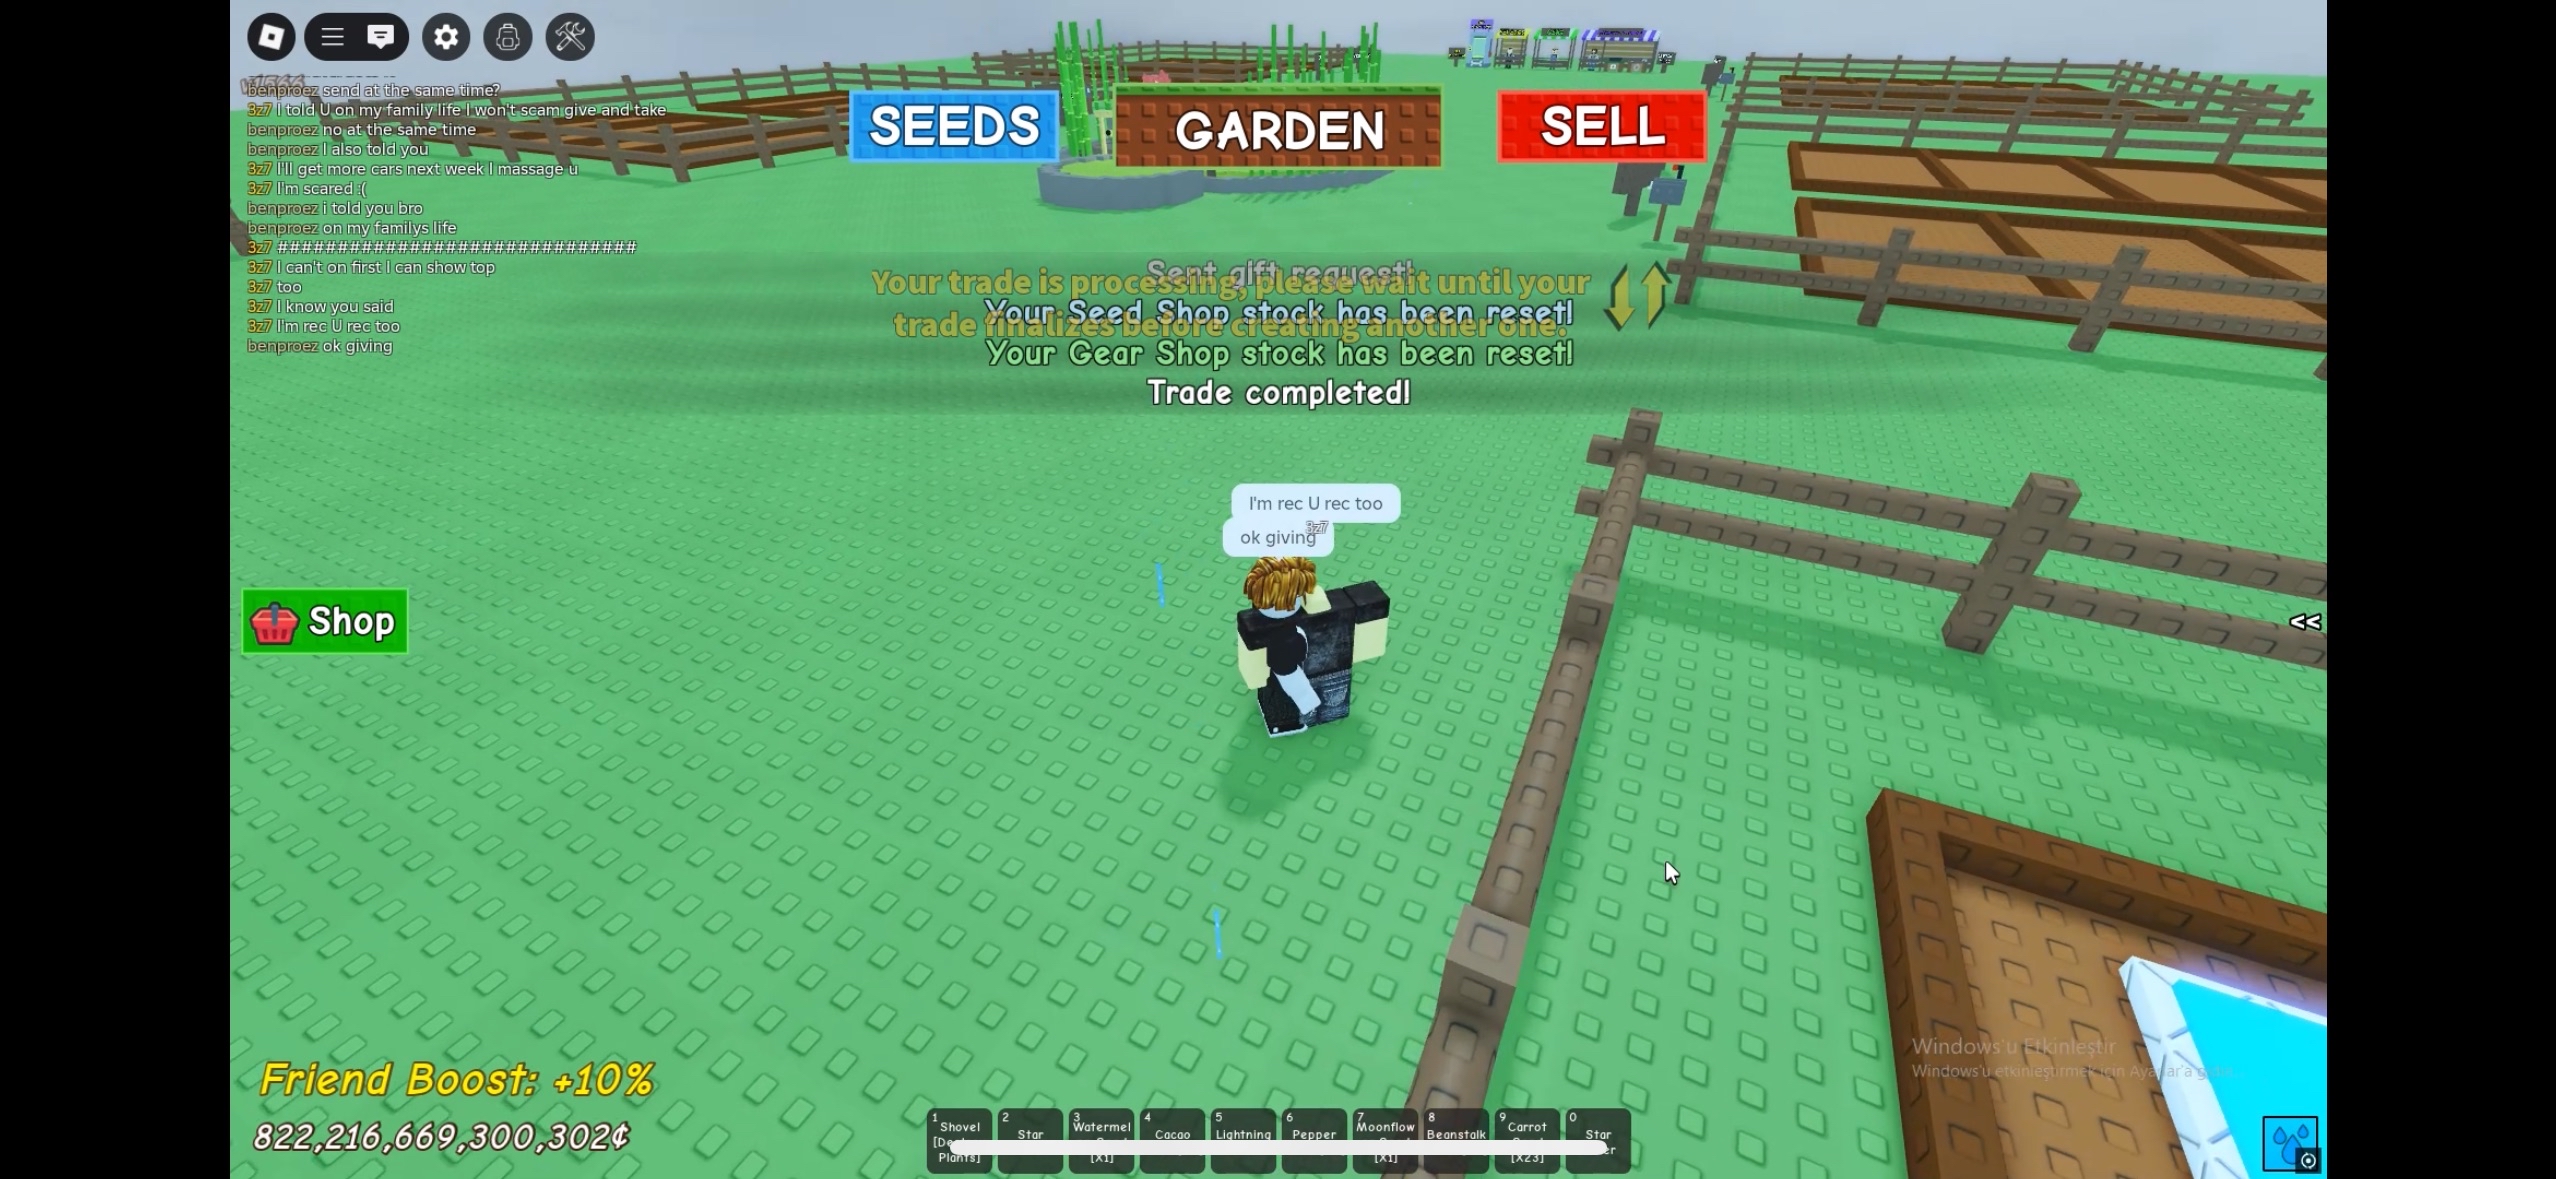 v1566
benproez send at the same time?
3z7 I told U on my family life I won't scam give and take
benproez no at the same time
benproez I also told you
3z7 I'll get more cars next week I massage u
3z7 I'm scared :(
benproez i told you bro
benproez on my familys life
3z7 ##############################
3z7 I can't on first I can show top
3z7 too
3z7 I know you said
3z7 I'm rec U rec too
benproez ok giving
SEEDS
GARDEN
SELL
Sent gift request!
Your trade is processing, please wait until your
trade finalizes before creating another one.
Your Seed Shop stock has been reset!
Your Gear Shop stock has been reset!
Trade completed!
I'm rec U rec too
3z7
ok giving
Shop
<<
Friend Boost: +10%
822,216,669,300,302¢
Windows'u Etkinleştir
Windows'u etkinleştirmek için Ayarlar'a
1 Shovel
Plants]
2 Star
3 Watermel
[X1]
4 Cacao
5 Lightning
6 Pepper
7 Moonflow
[X1]
8 Beanstalk
9 Carrot
[X23]
0 Star